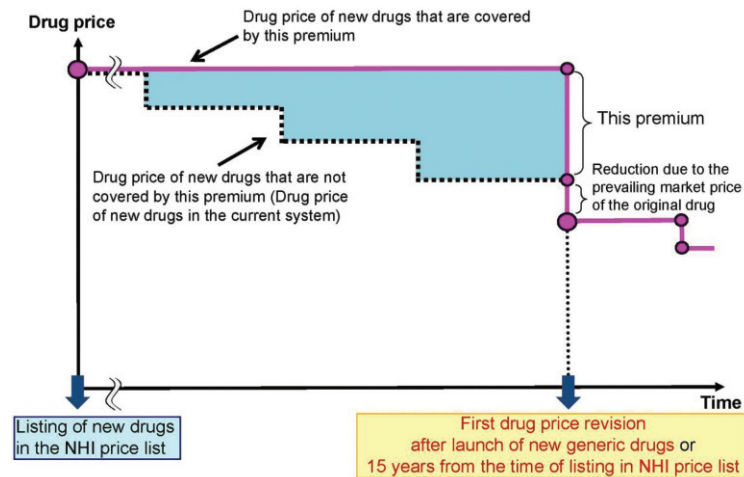 Drug price of new drugs that are covered
by this premium
Drug price
This premium
Reduction due to the
prevailing market price
of the original drug
Drug price of new drugs that are not
covered by this premium (Drug price
of new drugs in the current system)
Time
Listing of new drugs
in the NHI price list
First drug price revision
after launch of new generic drugs or
15 years from the time of listing in NHI price list